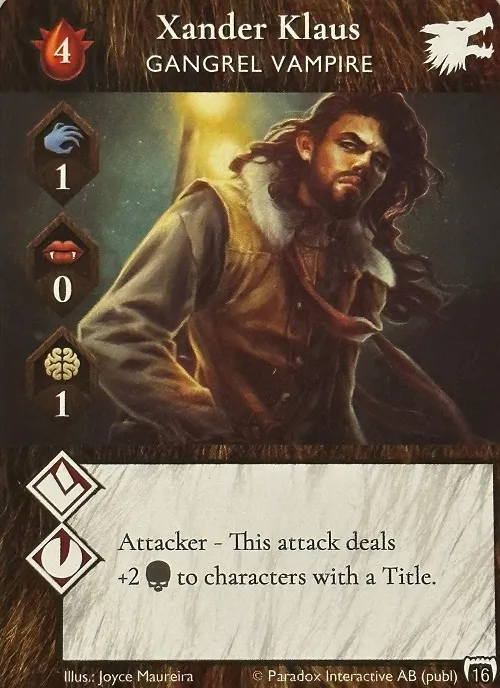 Xander Klaus
4
GANGREL VAMPIRE
1
0
1
Attacker - This attack deals
+2 to characters with a Title.
Illus.: Joyce Maureira
© Paradox Interactive AB (publ)
16